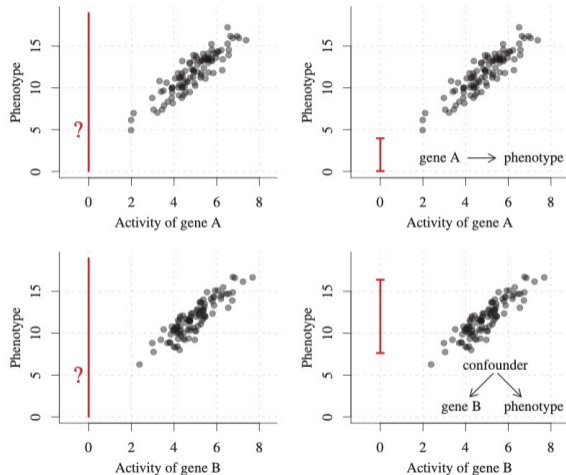 Phenotype
0 5 10 15
?
0 2 4 6 8
Activity of gene A
Phenotype
0 5 10 15
gene A phenotype
0 2 4 6 8
Activity of gene A
Phenotype
0 5 10 15
?
0 2 4 6 8
Activity of gene B
Phenotype
0 5 10 15
confounder
gene B phenotype
0 2 4 6 8
Activity of gene B